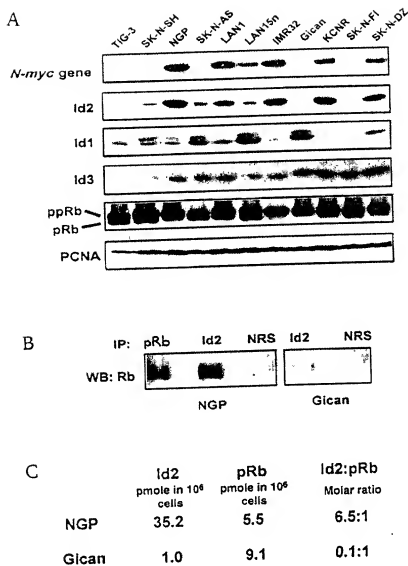 A
TIG-3 SK-N-SH NGP SK-N-AS LAN1 LAN15n IMR32 Gican KCNR SK-N-FI SK-N-DZ
N-myc gene
Id2
Id1
Id3
ppRb
pRb
PCNA
B
IP: pRb Id2 NRS Id2 NRS
WB: Rb
NGP Gican
C
Id2 pRb Id2:pRb
pmole in 10⁶ pmole in 10⁶ Molar ratio
cells cells
NGP 35.2 5.5 6.5:1
Gican 1.0 9.1 0.1:1